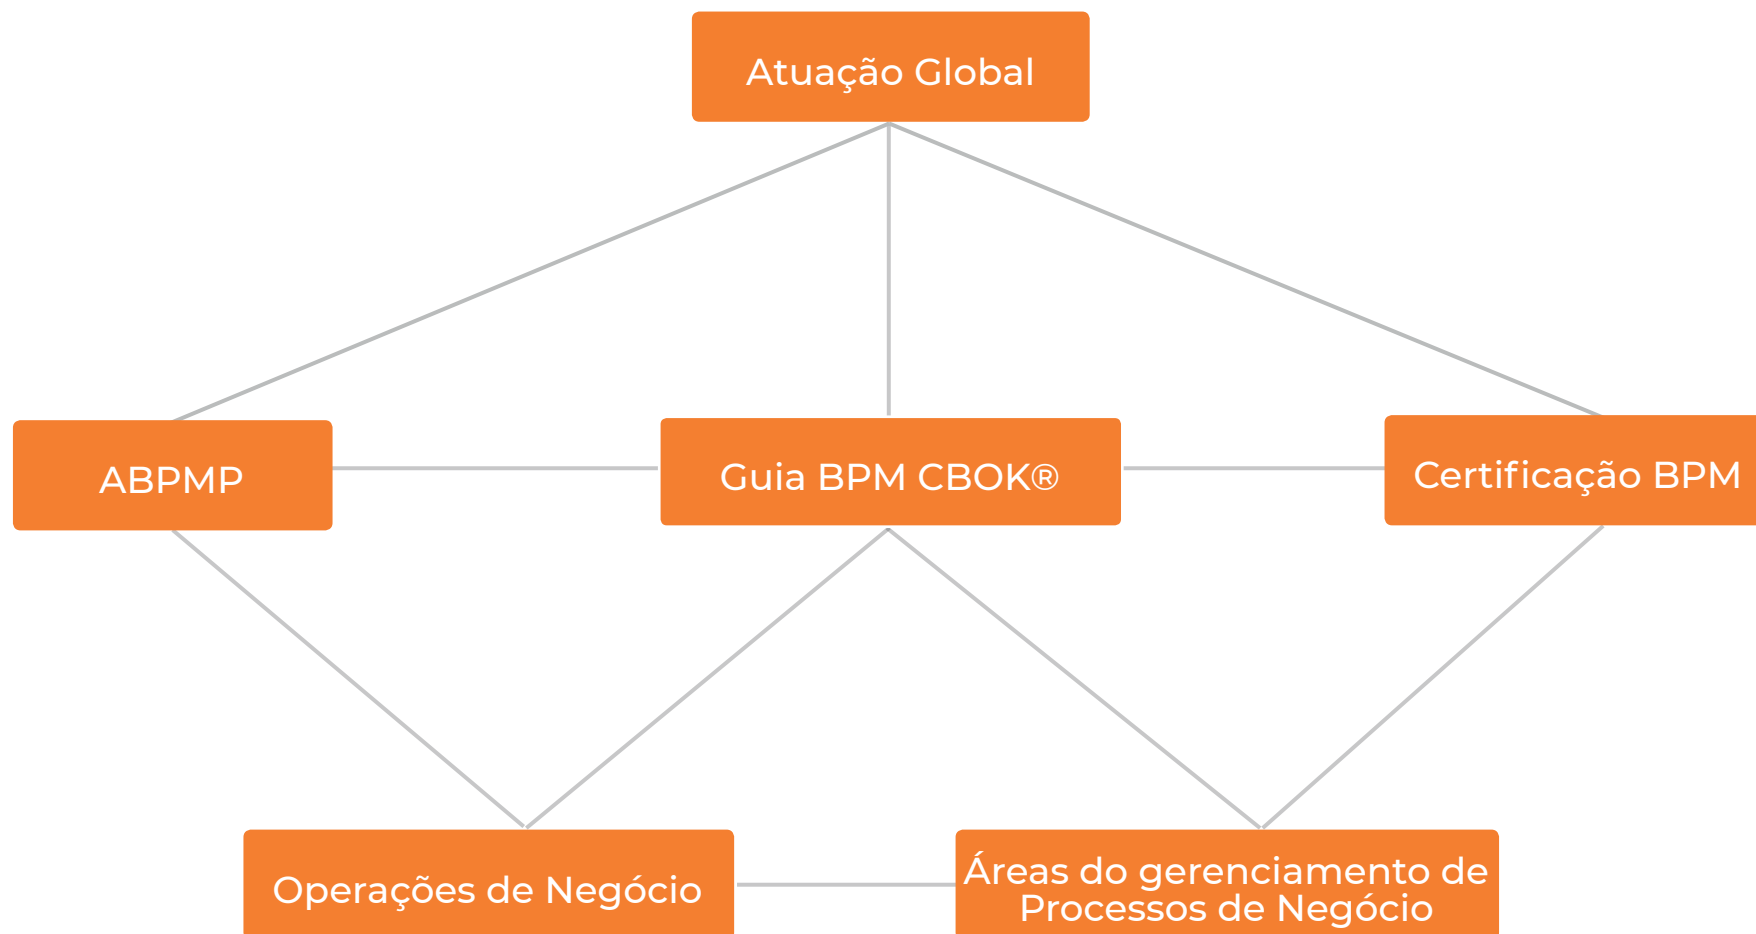 Atuação Global
ABPMP
Guia BPM CBOK®
Certificação BPM
Operações de Negócio
Áreas do gerenciamento de
Processos de Negócio